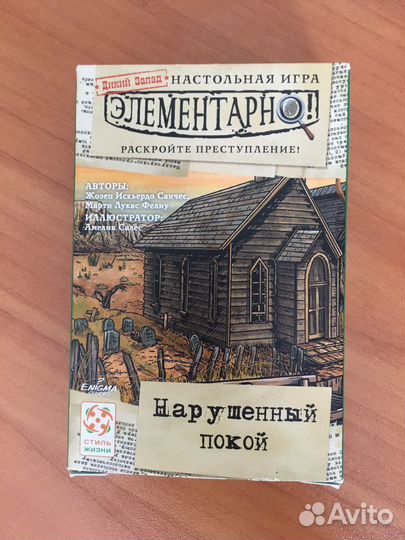 Дикий Запад
НАСТОЛЬНАЯ ИГРА
ЭЛЕМЕНТАРНО!
РАСКРОЙТЕ ПРЕСТУПЛЕНИЕ!
АВТОРЫ:
Жозеп Искьердо Санчес,
Марти Лукас Фелиу
ИЛЛЮСТРАТОР:
Амелия Салес
ENIGMA
СТИЛЬ
ЖИЗНИ
Нарушенный
покой
Avito